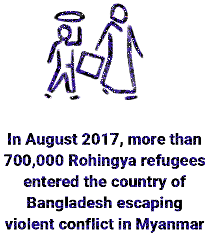 In August 2017, more than
700,000 Rohingya refugees
entered the country of
Bangladesh escaping
violent conflict in Myanmar